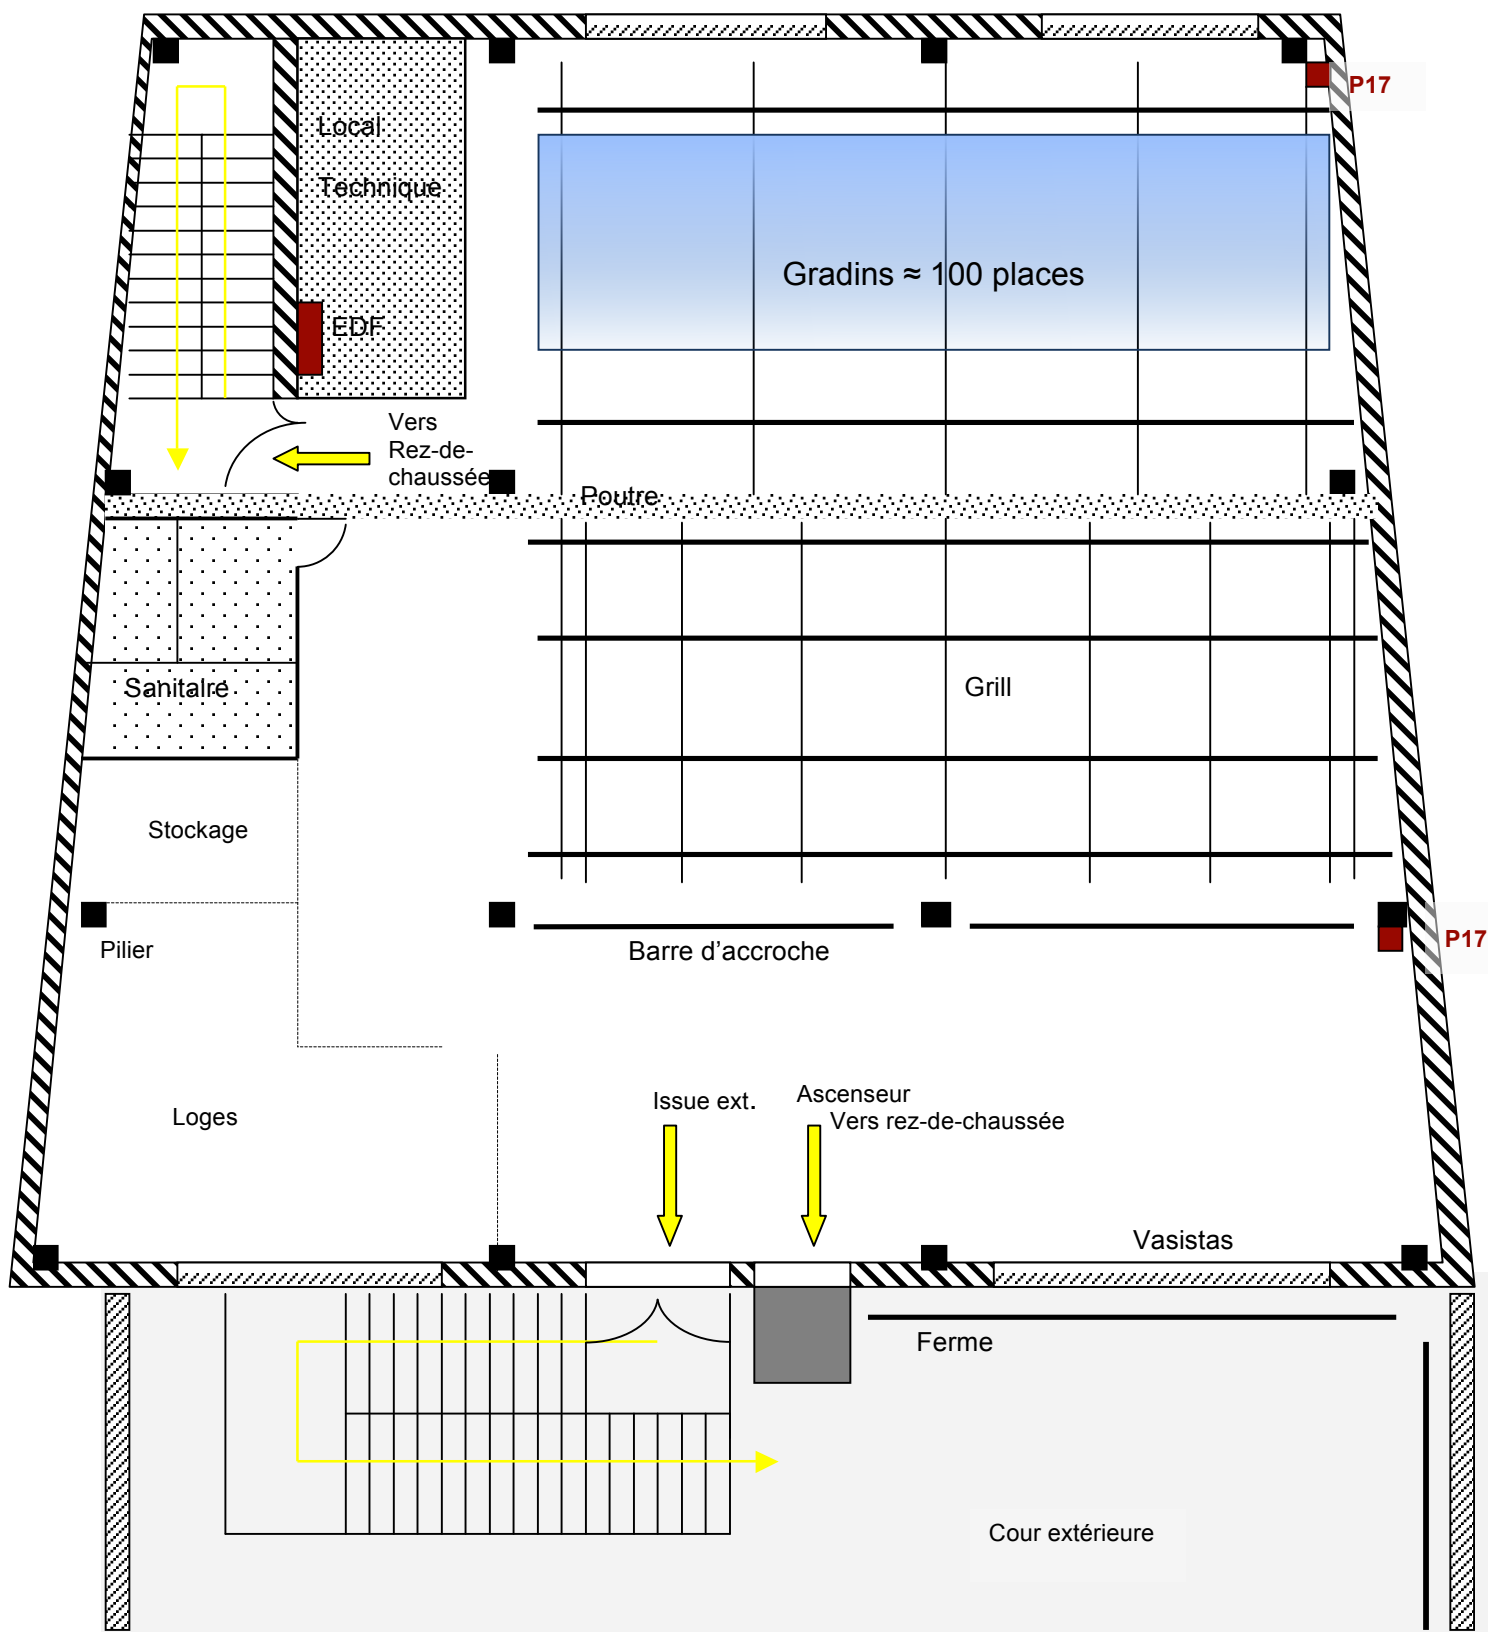 P17
Local
Technique
Gradins ≈ 100 places
EDF
Vers
Rez-de-
chaussée
Poutre
Sanitaire
Grill
Stockage
Pilier
Barre d’accroche
P17
Issue ext.
Ascenseur
Vers rez-de-chaussée
Loges
Vasistas
Ferme
Cour extérieure